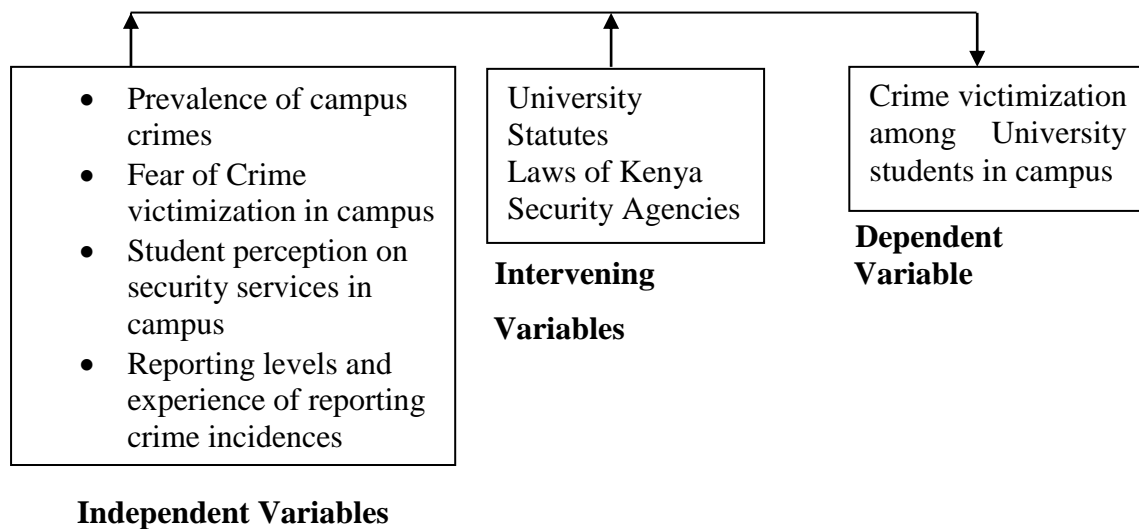 • Prevalence of campus
crimes
• Fear of Crime
victimization in campus
• Student perception on
security services in
campus
• Reporting levels and
experience of reporting
crime incidences
Independent Variables
University
Statutes
Laws of Kenya
Security Agencies
Intervening
Variables
Crime victimization
among University
students in campus
Dependent
Variable